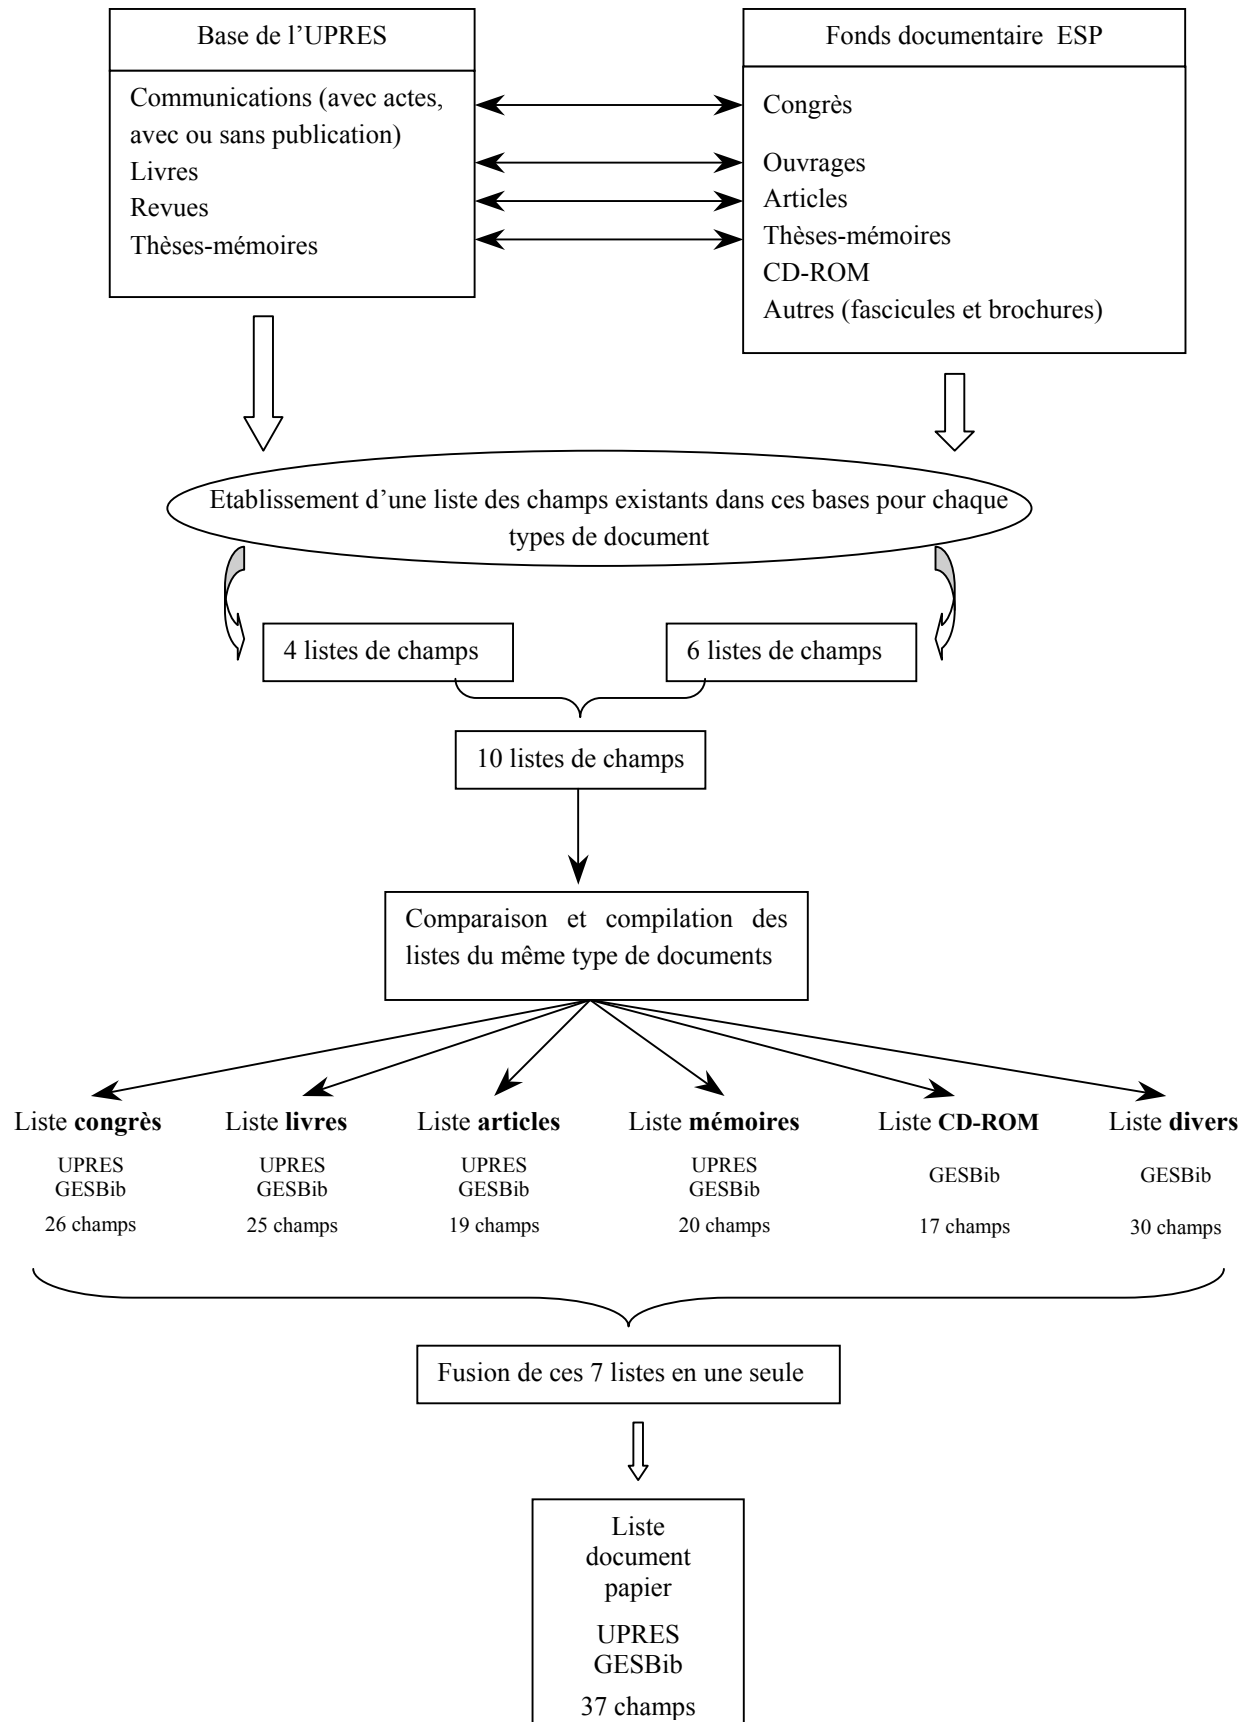 Base de l’UPRES
Communications (avec actes,
avec ou sans publication)
Livres
Revues
Thèses-mémoires
Fonds documentaire ESP
Congrès
Ouvrages
Articles
Thèses-mémoires
CD-ROM
Autres (fascicules et brochures)
Etablissement d’une liste des champs existants dans ces bases pour chaque
types de document
4 listes de champs
6 listes de champs
10 listes de champs
Comparaison et compilation des
listes du même type de documents
Liste congrès
UPRES
GESBib
26 champs
Liste livres
UPRES
GESBib
25 champs
Liste articles
UPRES
GESBib
19 champs
Liste mémoires
UPRES
GESBib
20 champs
Liste CD-ROM
GESBib
17 champs
Liste divers
GESBib
30 champs
Fusion de ces 7 listes en une seule
Liste
document
papier
UPRES
GESBib
37 champs